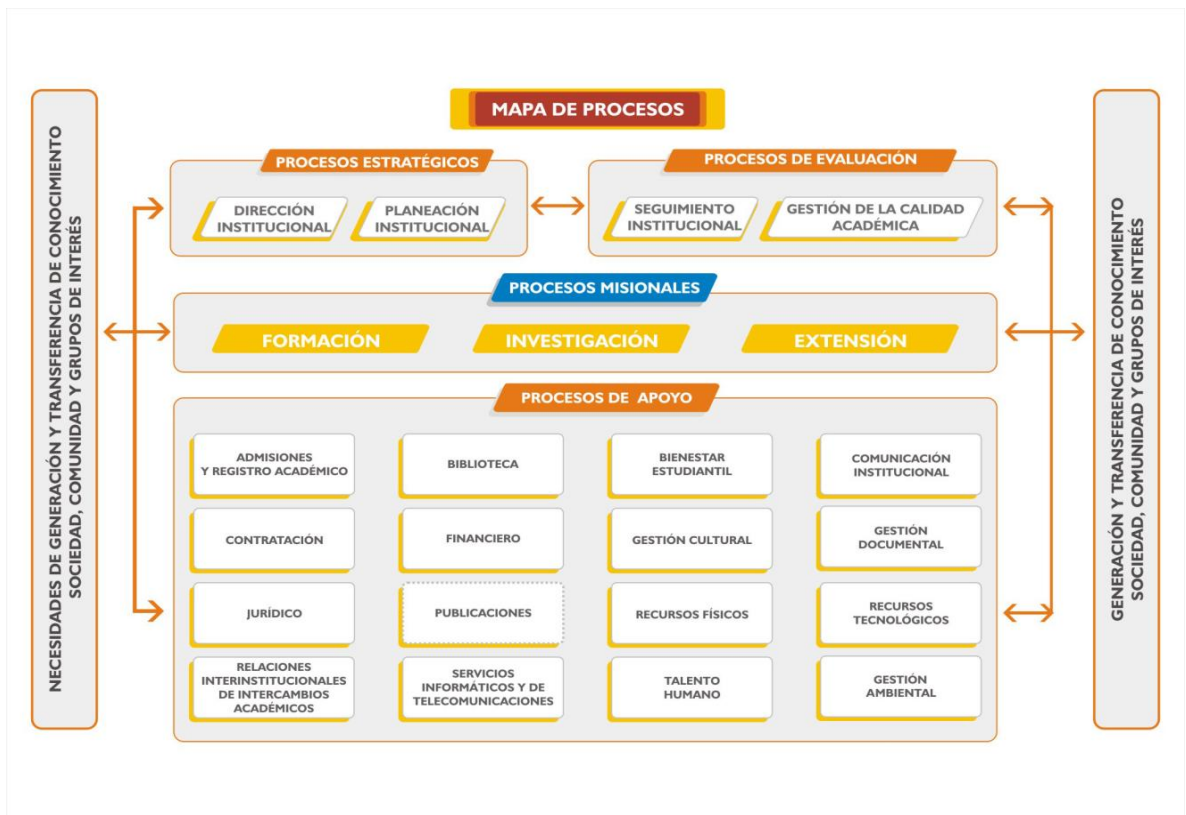 MAPA DE PROCESOS
NECESIDADES DE GENERACIÓN Y TRANSFERENCIA DE CONOCIMIENTO
SOCIEDAD, COMUNIDAD Y GRUPOS DE INTERÉS
PROCESOS ESTRATÉGICOS
DIRECCIÓN
INSTITUCIONAL
PLANEACIÓN
INSTITUCIONAL
PROCESOS DE EVALUACIÓN
SEGUIMIENTO
INSTITUCIONAL
GESTIÓN DE LA CALIDAD
ACADÉMICA
PROCESOS MISIONALES
FORMACIÓN
INVESTIGACIÓN
EXTENSIÓN
PROCESOS DE APOYO
ADMISIONES
Y REGISTRO ACADÉMICO
BIBLIOTECA
BIENESTAR
ESTUDIANTIL
COMUNICACIÓN
INSTITUCIONAL
CONTRATACIÓN
FINANCIERO
GESTIÓN CULTURAL
GESTIÓN
DOCUMENTAL
JURÍDICO
PUBLICACIONES
RECURSOS FÍSICOS
RECURSOS
TECNOLÓGICOS
RELACIONES
INTERINSTITUCIONALES
DE INTERCAMBIOS
ACADÉMICOS
SERVICIOS
INFORMÁTICOS Y DE
TELECOMUNICACIONES
TALENTO
HUMANO
GESTIÓN
AMBIENTAL
GENERACIÓN Y TRANSFERENCIA DE CONOCIMIENTO
SOCIEDAD, COMUNIDAD Y GRUPOS DE INTERÉS